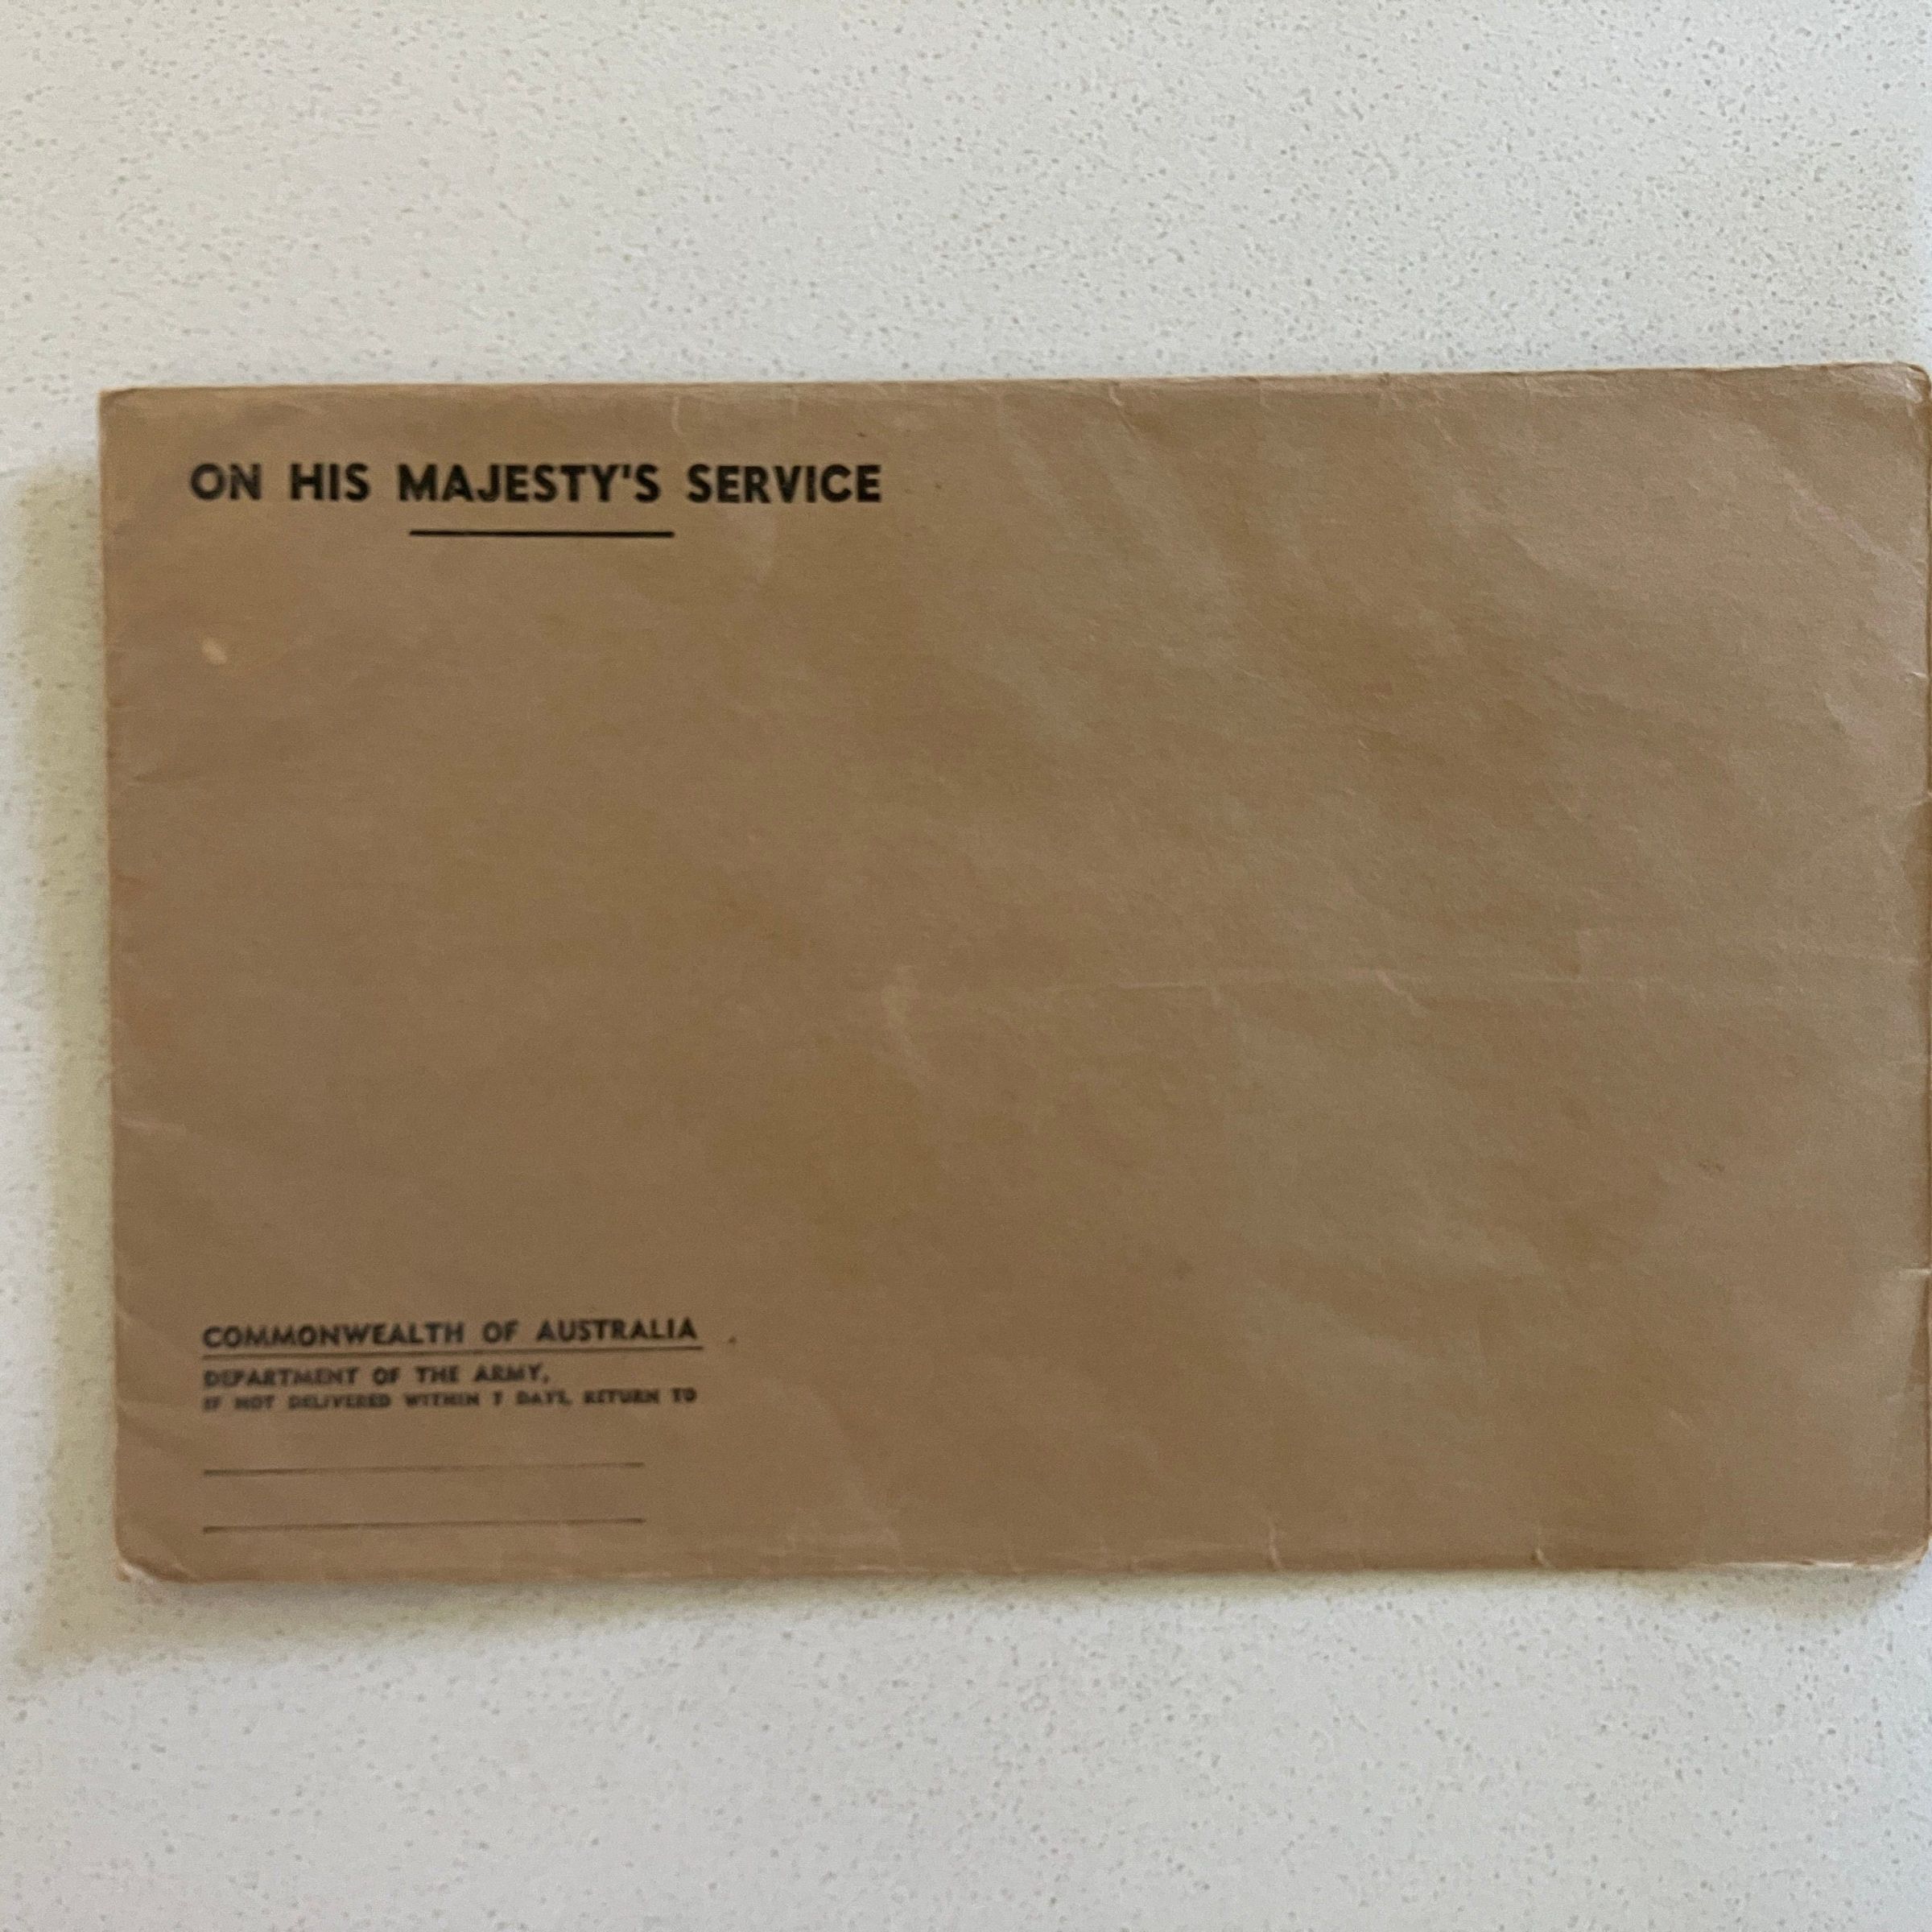 ON HIS MAJESTY'S SERVICE
COMMONWEALTH OF AUSTRALIA
DEPARTMENT OF THE ARMY,
IF NOT DELIVERED WITHIN 7 DAYS, RETURN TO